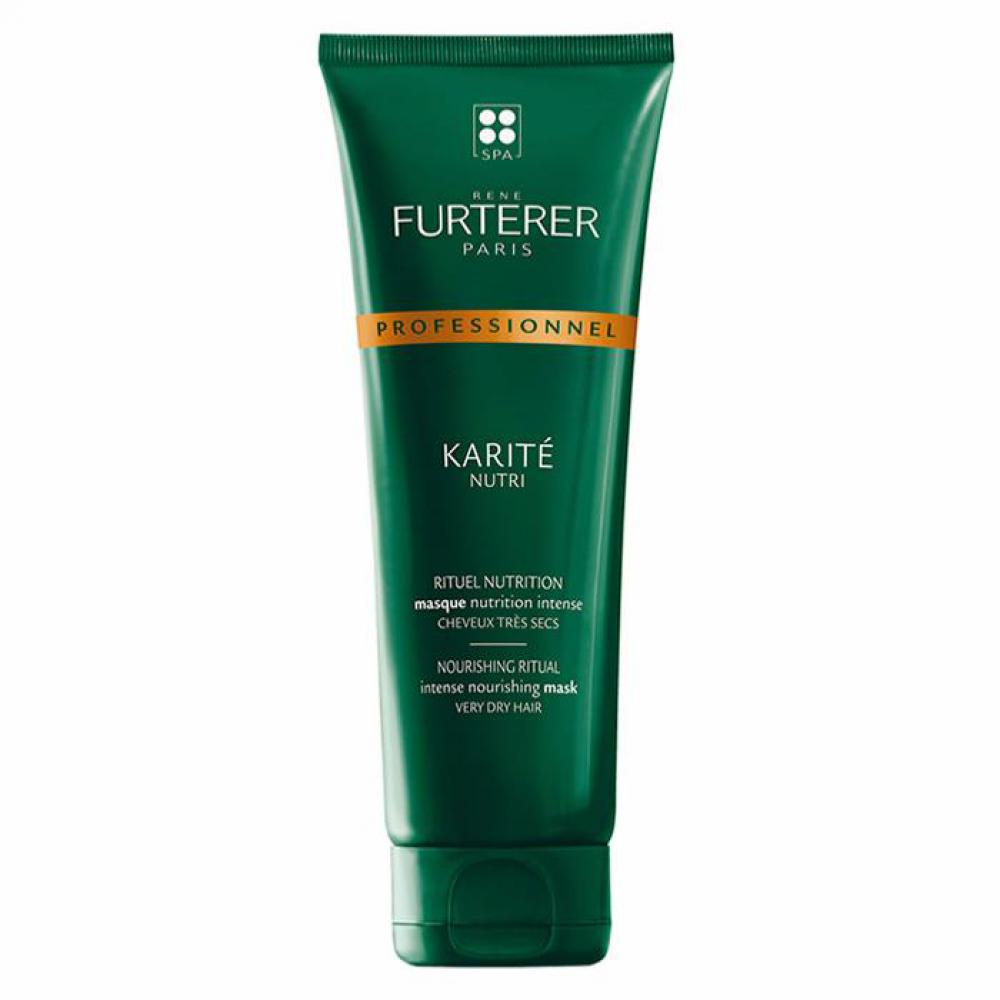 SPA
RENE
FURTERER
PARIS
PROFESSIONNEL
KARITÉ
NUTRI
RITUEL NUTRITION
masque nutrition intense
CHEVEUX TRÈS SECS
NOURISHING RITUAL
intense nourishing mask
VERY DRY HAIR